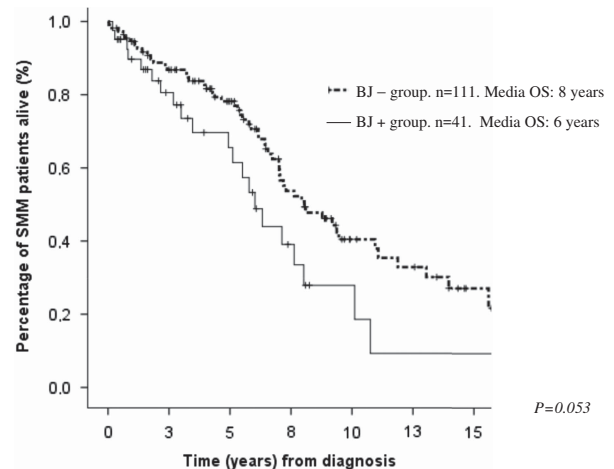 Percentage of SMM patients alive (%)
1,0
0,8
0,6
0,4
0,2
0,0
BJ – group. n=111. Media OS: 8 years
BJ + group. n=41. Media OS: 6 years
0 3 5 8 10 13 15
Time (years) from diagnosis
P=0.053